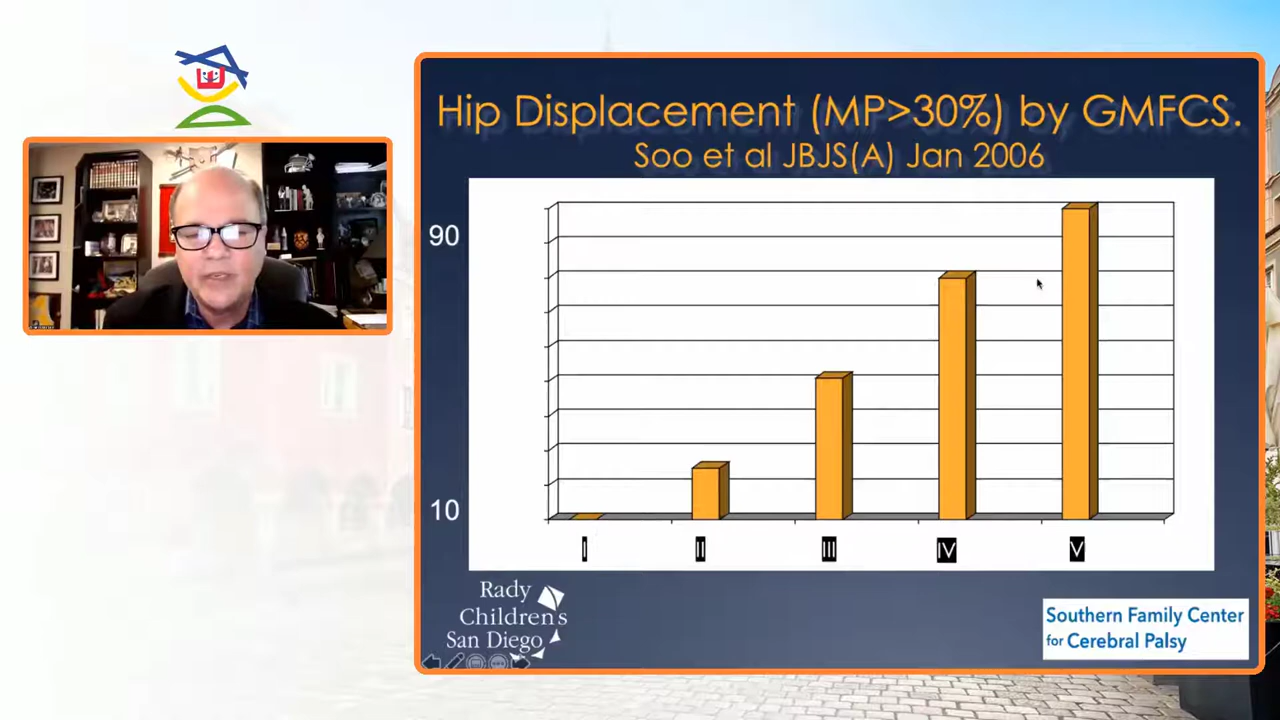 Hip Displacement (MP>30%) by GMFCS.
Soo et al JBJS(A) Jan 2006
90
10
I
II
III
IV
V
Rady
Children's
San Diego
Southern Family Center
for Cerebral Palsy